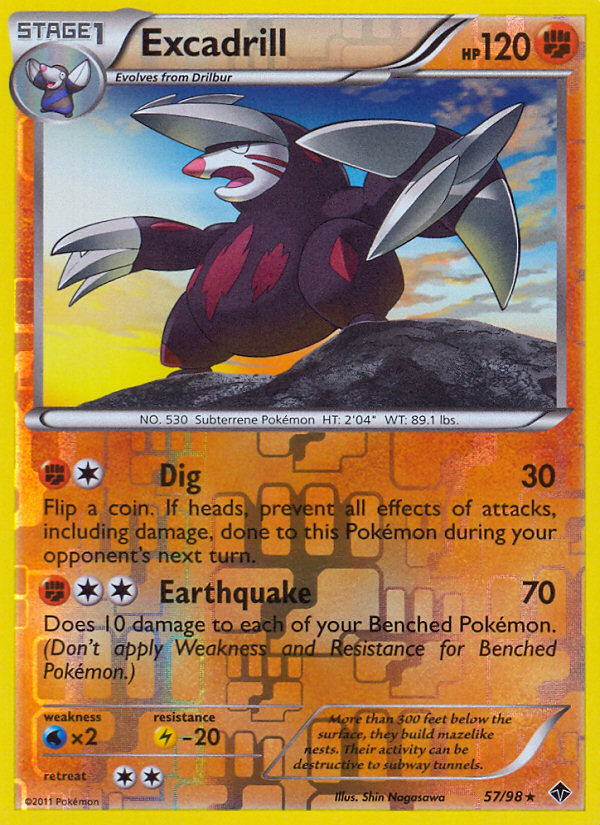 STAGE1
Excadrill
HP120
Evolves from Drilbur
NO. 530 Subterrene Pokémon HT: 2'04" WT: 89.1 lbs.
Dig 30
Flip a coin. If heads, prevent all effects of attacks,
including damage, done to this Pokémon during your
opponent's next turn.
Earthquake 70
Does 10 damage to each of your Benched Pokémon.
(Don't apply Weakness and Resistance for Benched
Pokémon.)
weakness
×2
resistance
-20
retreat
More than 300 feet below the
surface, they build mazelike
nests. Their activity can be
destructive to subway tunnels.
©2011 Pokémon
Illus. Shin Nagasawa
57/98